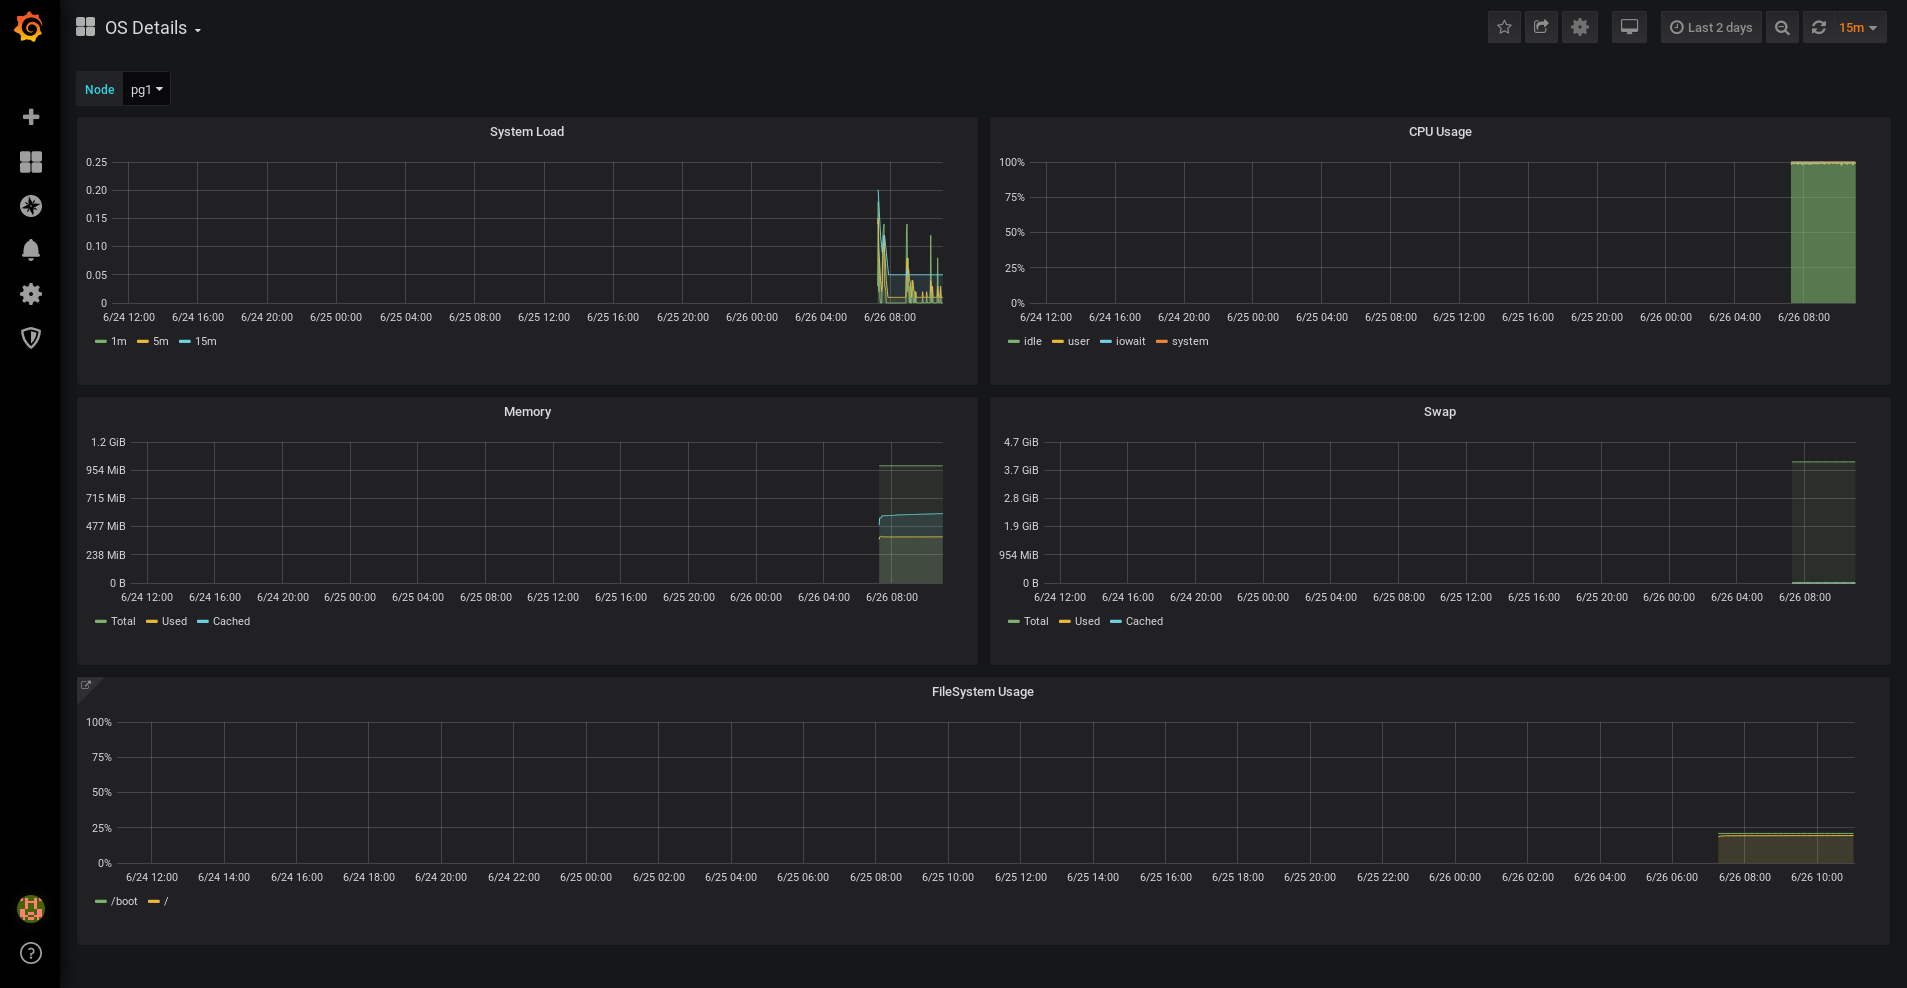 OS Details
Last 2 days
15m
Node pg1
System Load
0.25
0.20
0.15
0.10
0.05
0
6/24 12:00 6/24 16:00 6/24 20:00 6/25 00:00 6/25 04:00 6/25 08:00 6/25 12:00 6/25 16:00 6/25 20:00 6/26 00:00 6/26 04:00 6/26 08:00
1m 5m 15m
CPU Usage
100%
75%
50%
25%
0%
6/24 12:00 6/24 16:00 6/24 20:00 6/25 00:00 6/25 04:00 6/25 08:00 6/25 12:00 6/25 16:00 6/25 20:00 6/26 00:00 6/26 04:00 6/26 08:00
idle user iowait system
Memory
1.2 GiB
954 MiB
715 MiB
477 MiB
238 MiB
0 B
6/24 12:00 6/24 16:00 6/24 20:00 6/25 00:00 6/25 04:00 6/25 08:00 6/25 12:00 6/25 16:00 6/25 20:00 6/26 00:00 6/26 04:00 6/26 08:00
Total Used Cached
Swap
4.7 GiB
3.7 GiB
2.8 GiB
1.9 GiB
954 MiB
0 B
6/24 12:00 6/24 16:00 6/24 20:00 6/25 00:00 6/25 04:00 6/25 08:00 6/25 12:00 6/25 16:00 6/25 20:00 6/26 00:00 6/26 04:00 6/26 08:00
Total Used Cached
FileSystem Usage
100%
75%
50%
25%
0%
6/24 12:00 6/24 14:00 6/24 16:00 6/24 18:00 6/24 20:00 6/24 22:00 6/25 00:00 6/25 02:00 6/25 04:00 6/25 06:00 6/25 08:00 6/25 10:00 6/25 12:00 6/25 14:00 6/25 16:00 6/25 18:00 6/25 20:00 6/25 22:00 6/26 00:00 6/26 02:00 6/26 04:00 6/26 06:00 6/26 08:00 6/26 10:00
/boot /